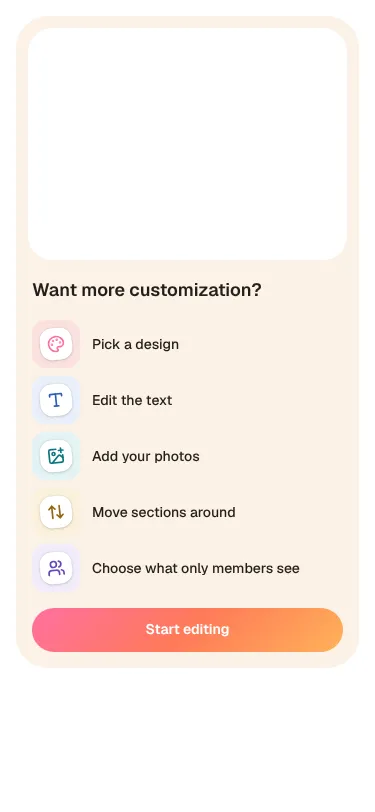 Want more customization?
Pick a design
Edit the text
Add your photos
Move sections around
Choose what only members see
Start editing